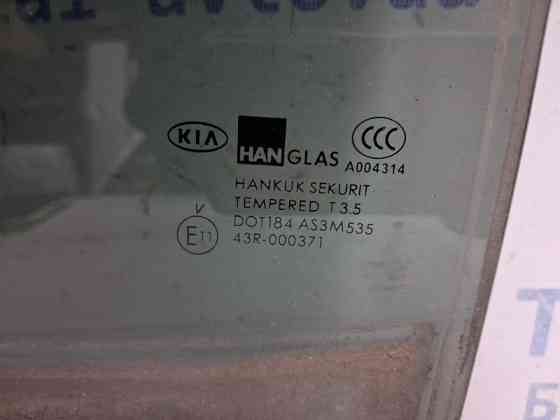 KIA
HANGLAS
CCC
A004314
HANKUK SEKURIT
TEMPERED T3.5
V
DOT184 AS3M535
E11
43R-000371